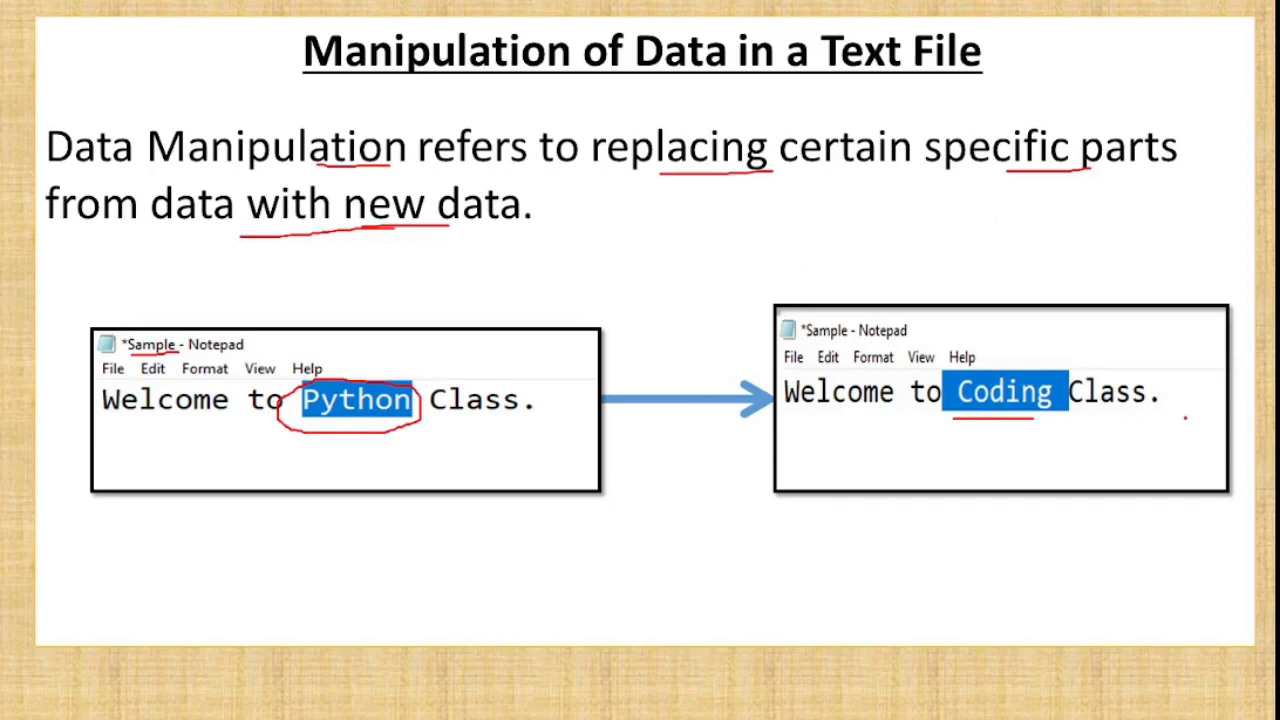 Manipulation of Data in a Text File
Data Manipulation refers to replacing certain specific parts
from data with new data.
*Sample - Notepad
File Edit Format View Help
Welcome to Python Class.
*Sample - Notepad
File Edit Format View Help
Welcome to Coding Class.